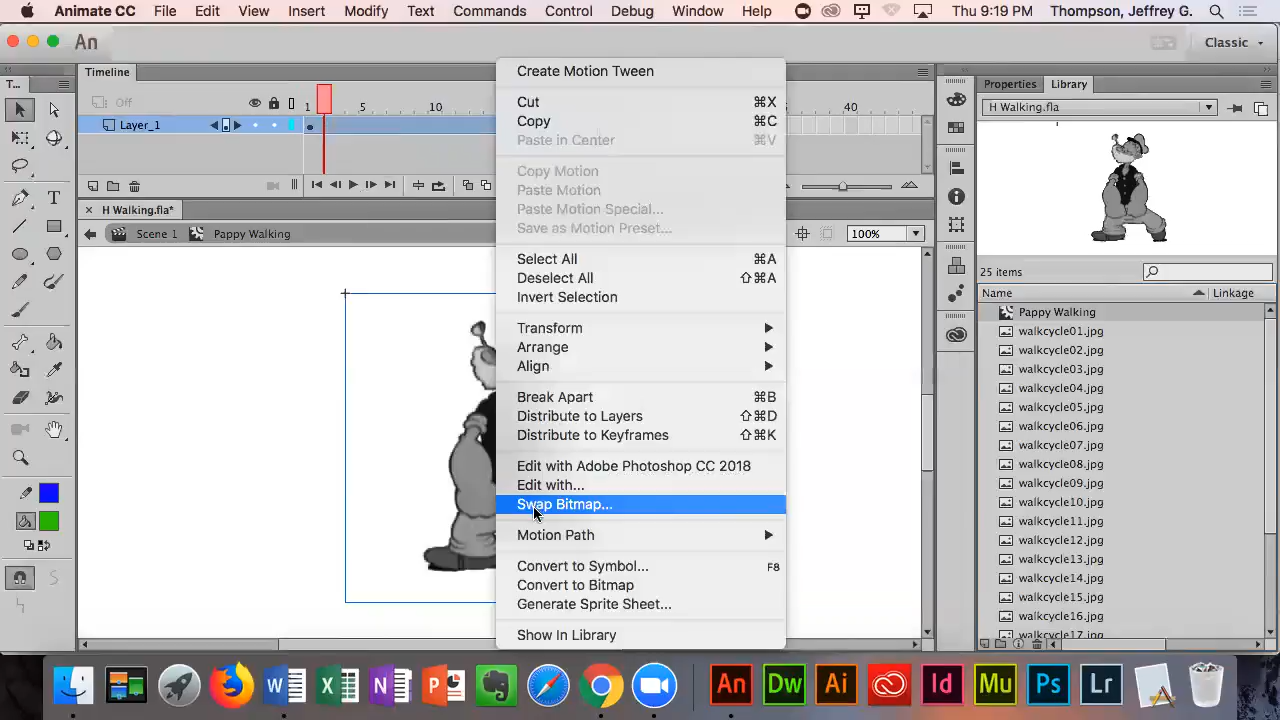 Animate CC File Edit View Insert Modify Text Commands Control Debug Window Help Thu 9:19 PM Thompson, Jeffrey G.
An Classic
T... Timeline
Off 1 5 10 40
Layer_1
H Walking.fla*
Scene 1 Pappy Walking 100%
T
Create Motion Tween
Cut ⌘X
Copy ⌘C
Paste in Center ⌘V
Copy Motion
Paste Motion
Paste Motion Special...
Save as Motion Preset...
Select All ⌘A
Deselect All ⇧⌘A
Invert Selection
Transform
Arrange
Align
Break Apart ⌘B
Distribute to Layers ⇧⌘D
Distribute to Keyframes ⇧⌘K
Edit with Adobe Photoshop CC 2018
Edit with...
Swap Bitmap...
Motion Path
Convert to Symbol... F8
Convert to Bitmap
Generate Sprite Sheet...
Show In Library
Properties Library
H Walking.fla
25 items
Name Linkage
Pappy Walking
walkcycle01.jpg
walkcycle02.jpg
walkcycle03.jpg
walkcycle04.jpg
walkcycle05.jpg
walkcycle06.jpg
walkcycle07.jpg
walkcycle08.jpg
walkcycle09.jpg
walkcycle10.jpg
walkcycle11.jpg
walkcycle12.jpg
walkcycle13.jpg
walkcycle14.jpg
walkcycle15.jpg
walkcycle16.jpg
walkcycle17.jpg
W X N P An Dw Ai Id Mu Ps Lr